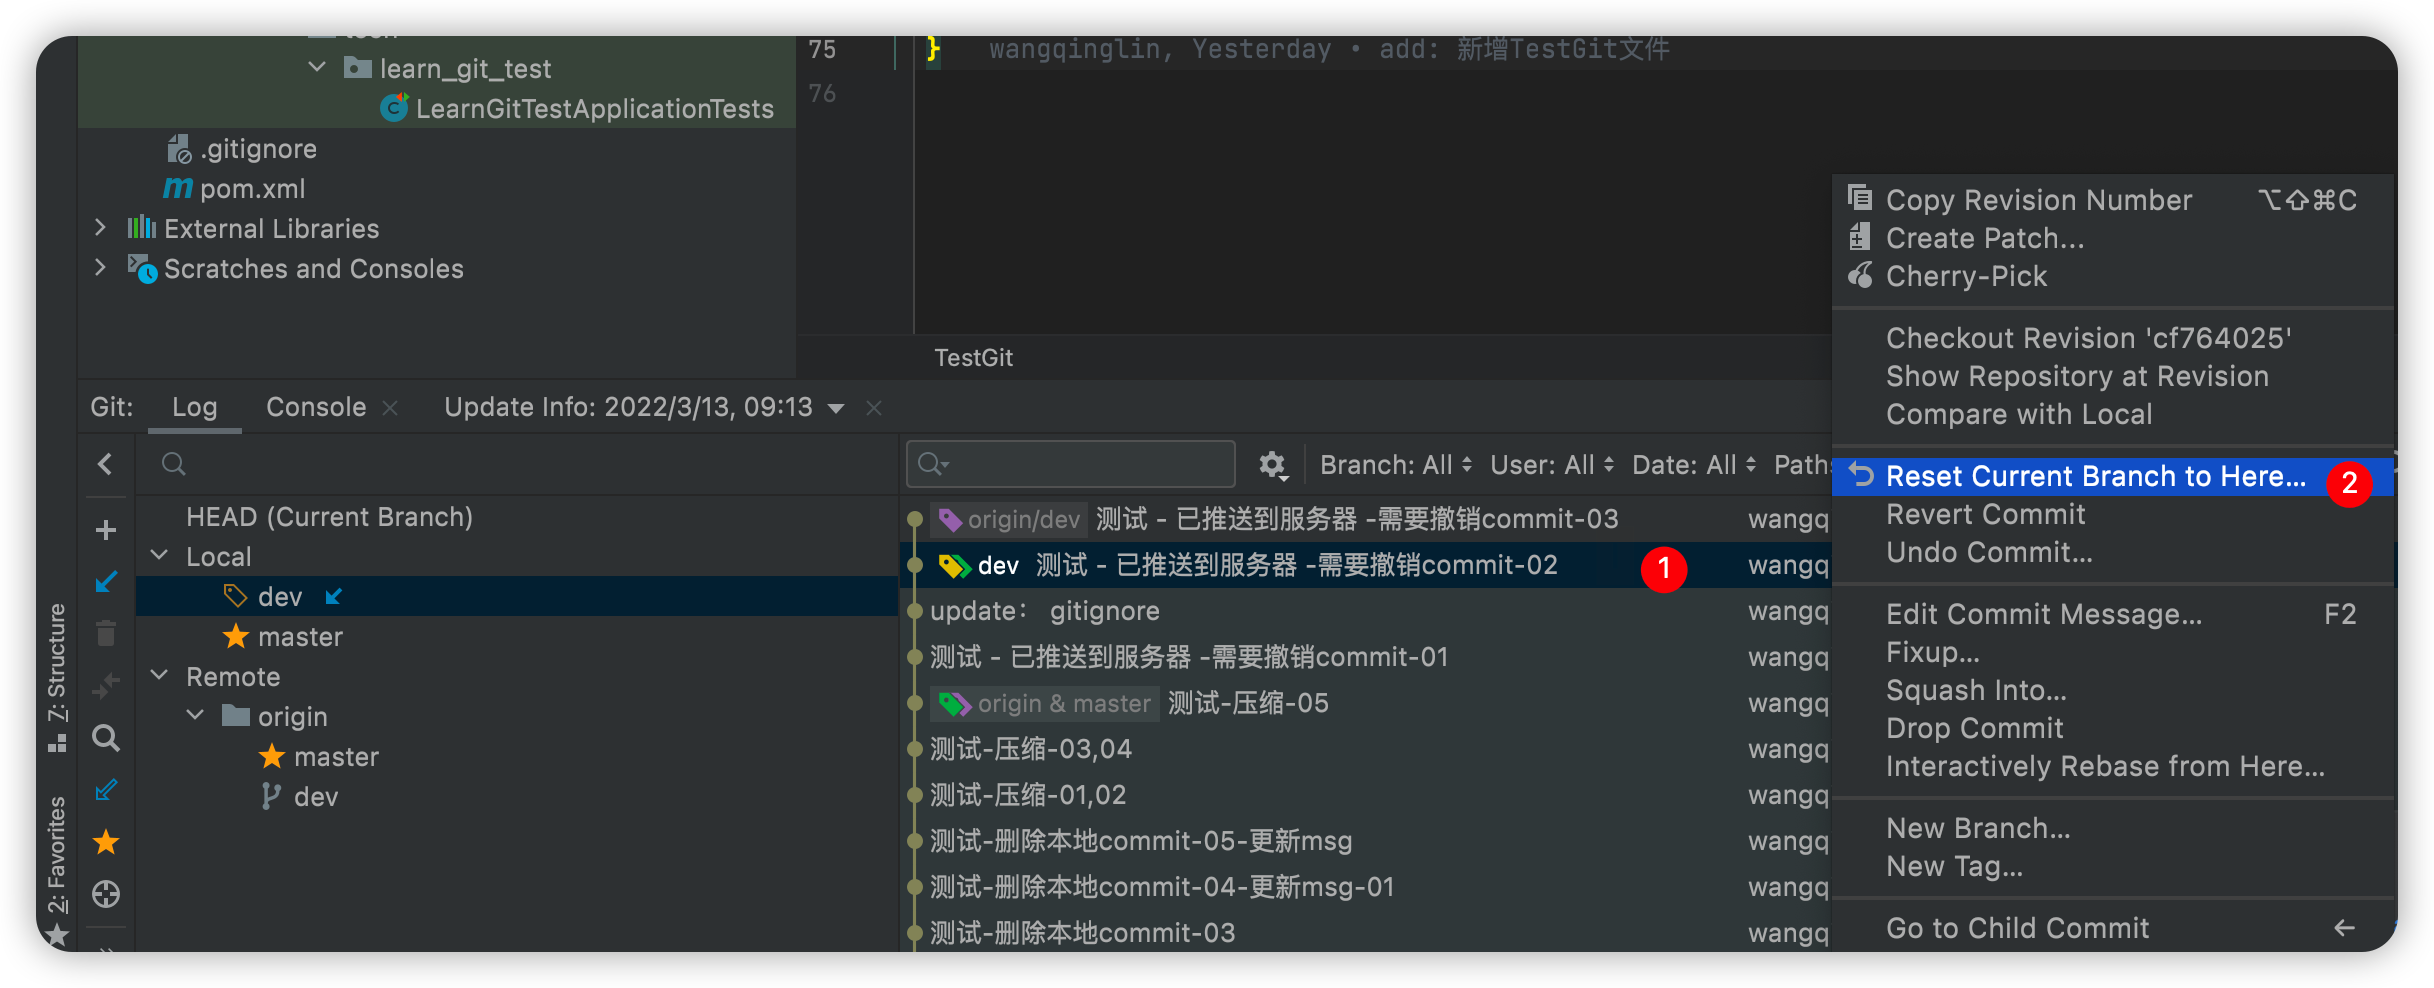 learn_git_test
LearnGitTestApplicationTests
.gitignore
pom.xml
External Libraries
Scratches and Consoles
75 } wangqinglin, Yesterday • add: 新增TestGit文件
76
TestGit
Git: Log Console Update Info: 2022/3/13, 09:13
Branch: All User: All Date: All Paths
HEAD (Current Branch)
Local
dev
master
Remote
origin
master
dev
Z: Structure
2: Favorites
origin/dev 测试 - 已推送到服务器 -需要撤销commit-03 wangq
dev 测试 - 已推送到服务器 -需要撤销commit-02 1 wangq
update: gitignore wangq
测试 - 已推送到服务器 -需要撤销commit-01 wangq
origin & master 测试-压缩-05 wangq
测试-压缩-03,04 wangq
测试-压缩-01,02 wangq
测试-删除本地commit-05-更新msg wangq
测试-删除本地commit-04-更新msg-01 wangq
测试-删除本地commit-03 wangq
Copy Revision Number ⌥⇧⌘C
Create Patch...
Cherry-Pick
Checkout Revision 'cf764025'
Show Repository at Revision
Compare with Local
Reset Current Branch to Here... 2
Revert Commit
Undo Commit...
Edit Commit Message... F2
Fixup...
Squash Into...
Drop Commit
Interactively Rebase from Here...
New Branch...
New Tag...
Go to Child Commit ←